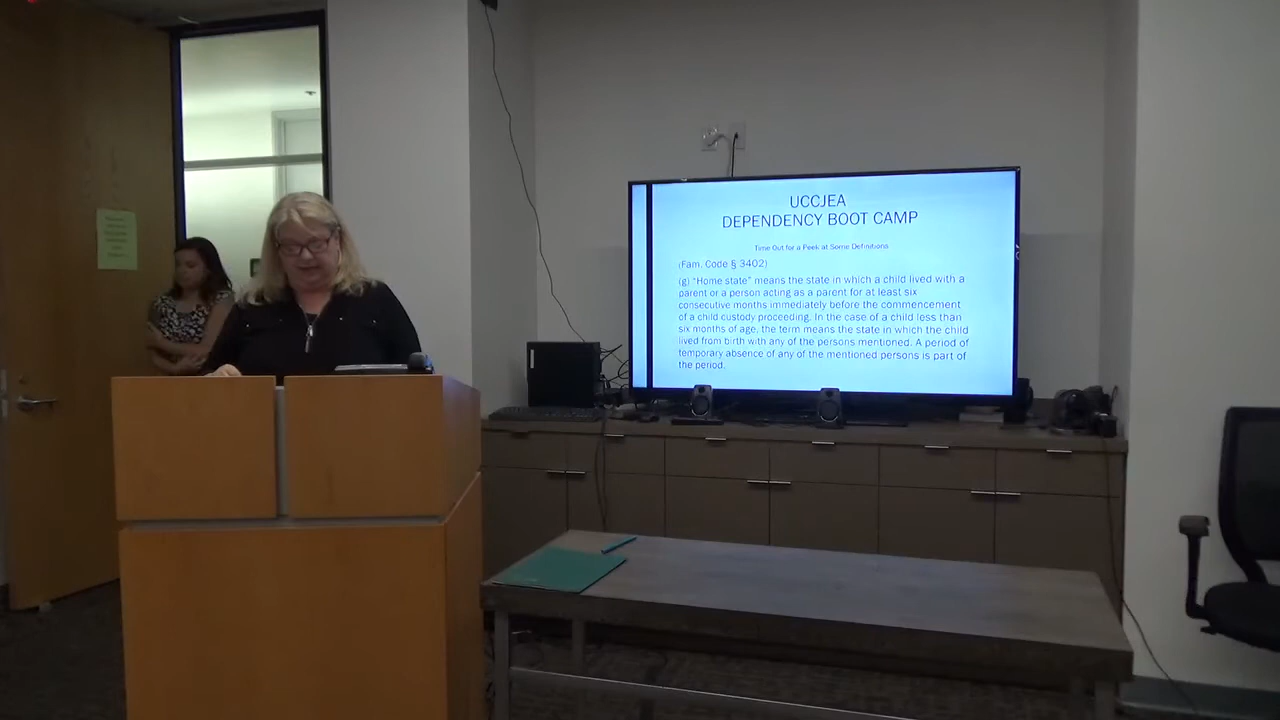 UCCJEA
DEPENDENCY BOOT CAMP
Time Out for a Peek at Some Definitions
(Fam. Code § 3402)
(g) “Home state” means the state in which a child lived with a
parent or a person acting as a parent for at least six
consecutive months immediately before the commencement
of a child custody proceeding. In the case of a child less than
six months of age, the term means the state in which the child
lived from birth with any of the persons mentioned. A period of
temporary absence of any of the mentioned persons is part of
the period.